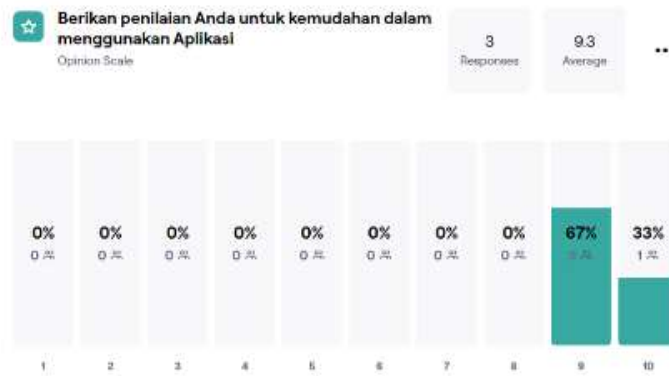 Berikan penilaian Anda untuk kemudahan dalam
menggunakan Aplikasi
Opinion Scale
3
Responses
9.3
Average
0% 0% 0% 0% 0% 0% 0% 0% 67% 33%
0 0 0 0 0 0 0 0 1
1 2 3 4 5 6 7 8 9 10